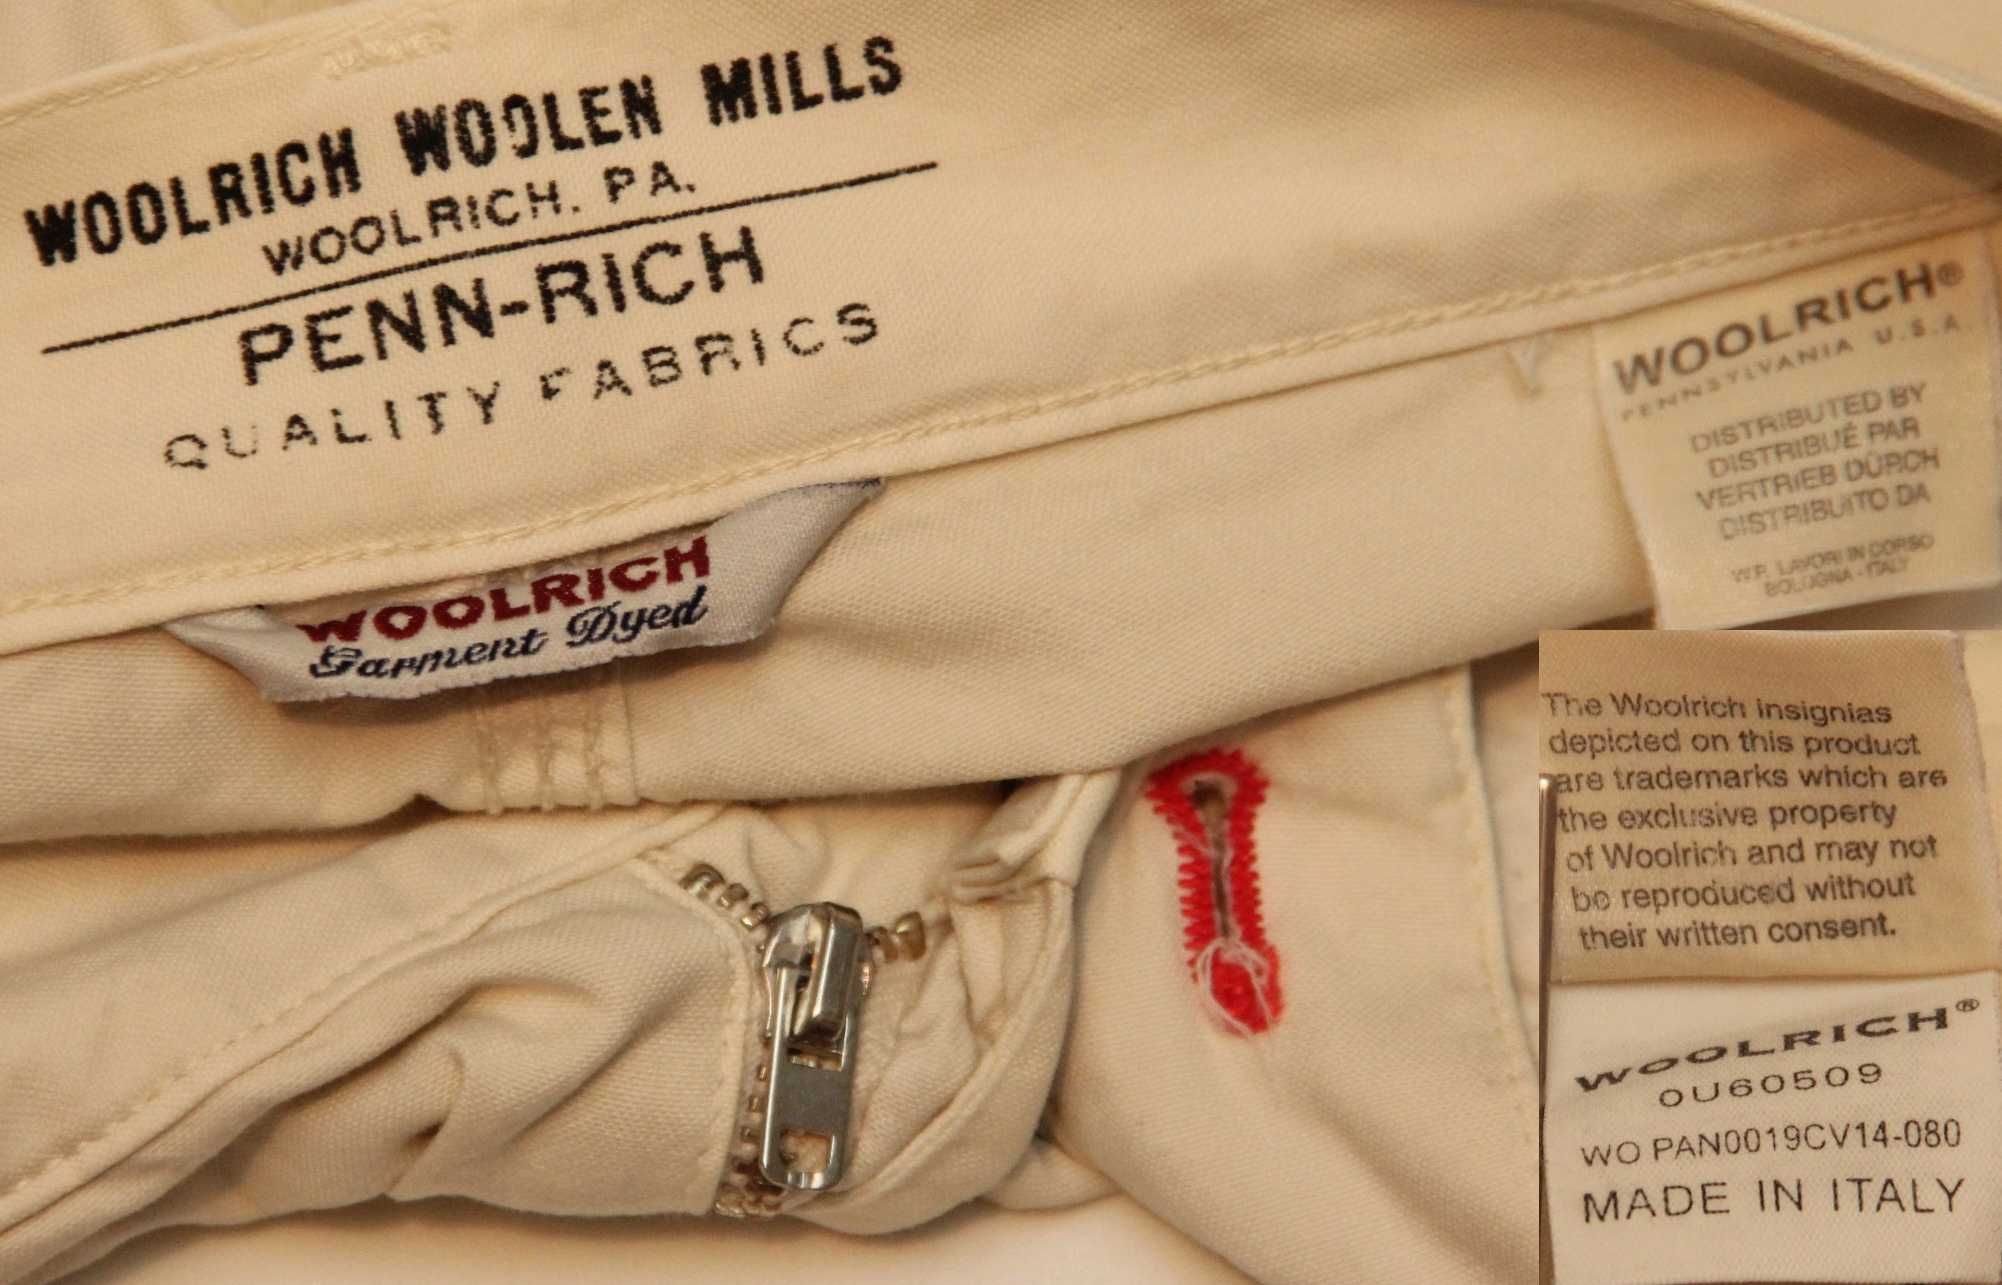 WOOLRICH WOOLEN MILLS
WOOLRICH. PA.
PENN-RICH
QUALITY FABRICS
WOOLRICH
Garment Dyed
WOOLRICH®
PENNSYLVANIA U.S.A.
DISTRIBUTED BY
DISTRIBUÉ PAR
VERTRIEB DÜRCH
DISTRIBUITO DA
W.P. LAVORI IN CORSO
BOLOGNA - ITALY
The Woolrich insignias
depicted on this product
are trademarks which are
the exclusive property
of Woolrich and may not
be reproduced without
their written consent.
WOOLRICH®
0U60509
WO PAN0019CV14-080
MADE IN ITALY